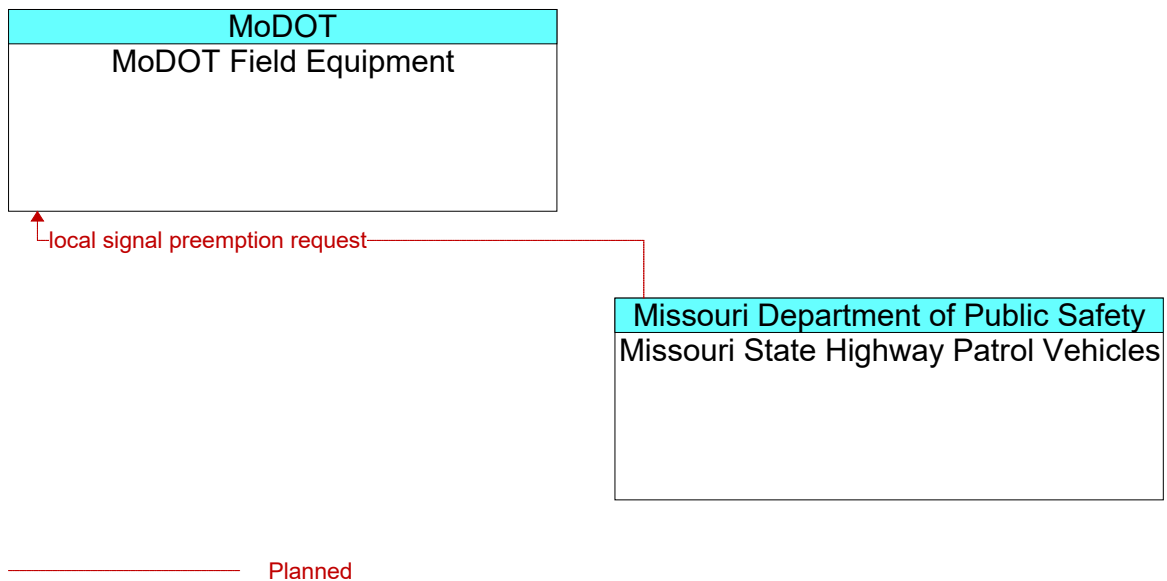 MoDOT
MoDOT Field Equipment
local signal preemption request
Missouri Department of Public Safety
Missouri State Highway Patrol Vehicles
Planned